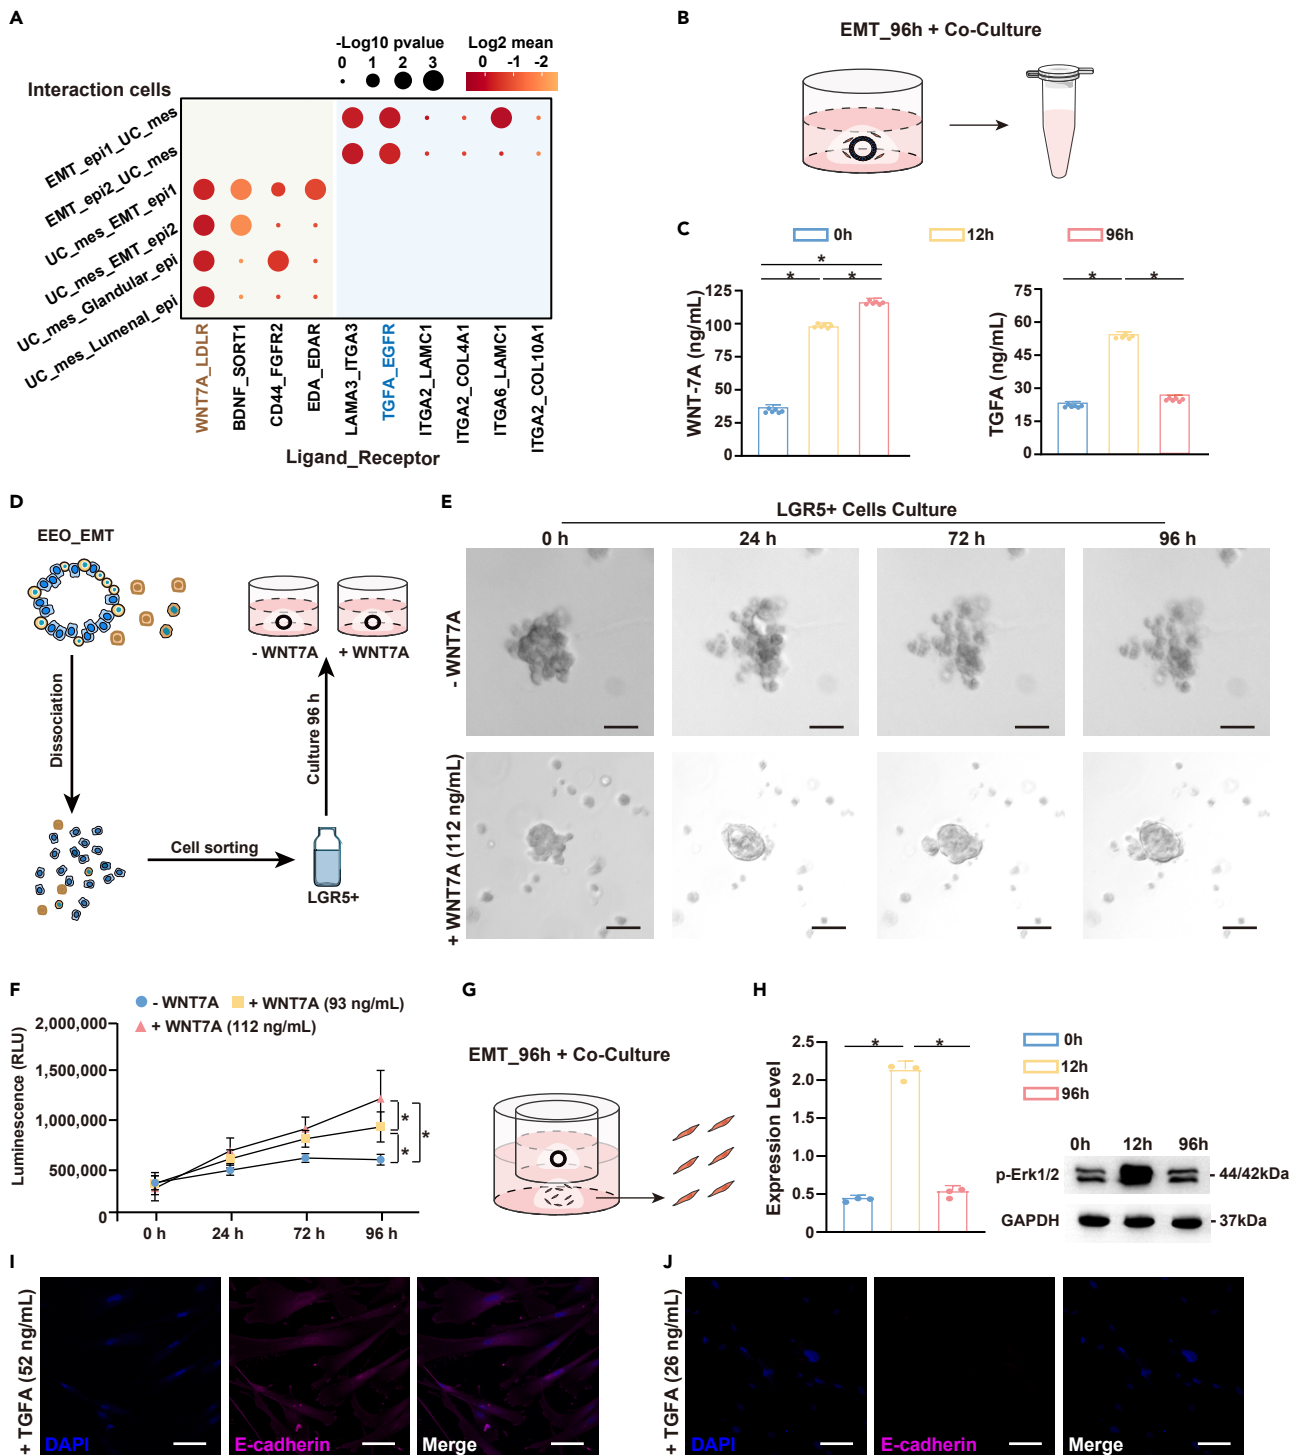 A
-Log10 pvalue
0 1 2 3
Log2 mean
0 -1 -2
Interaction cells
EMT_epi1_UC_mes
EMT_epi2_UC_mes
UC_mes_EMT_epi1
UC_mes_EMT_epi2
UC_mes_Glandular_epi
UC_mes_Lumenal_epi
WNT7A_LDLR
BDNF_SORT1
CD44_FGFR2
EDA_EDAR
LAMA3_ITGA3
TGFA_EGFR
ITGA2_LAMC1
ITGA2_COL4A1
ITGA6_LAMC1
ITGA2_COL10A1
Ligand_Receptor
B
EMT_96h + Co-Culture
C
0h 12h 96h
WNT-7A (ng/mL)
125
100
75
50
25
0
* * *
TGFA (ng/mL)
75
60
45
30
15
0
* *
D
EEO_EMT
- WNT7A + WNT7A
Dissociation
Culture 96 h
Cell sorting
LGR5+
E
LGR5+ Cells Culture
0 h 24 h 72 h 96 h
- WNT7A
+ WNT7A (112 ng/mL)
F
- WNT7A + WNT7A (93 ng/mL)
+ WNT7A (112 ng/mL)
Luminescence (RLU)
2,000,000
1,500,000
1,000,000
500,000
0
0 h 24 h 72 h 96 h
* * *
G
EMT_96h + Co-Culture
H
Expression Level
2.5
2.0
1.5
1.0
0.5
0
* *
0h
12h
96h
0h 12h 96h
p-Erk1/2 - 44/42kDa
GAPDH - 37kDa
I
+ TGFA (52 ng/mL)
DAPI E-cadherin Merge
J
+ TGFA (26 ng/mL)
DAPI E-cadherin Merge